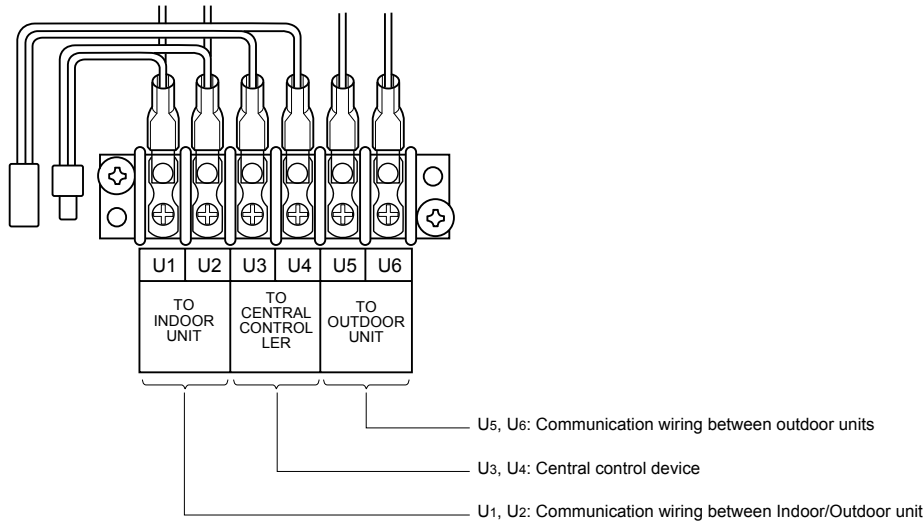 U1 U2 U3 U4 U5 U6
TO
INDOOR
UNIT
TO
CENTRAL
CONTROL
LER
TO
OUTDOOR
UNIT
U5, U6: Communication wiring between outdoor units
U3, U4: Central control device
U1, U2: Communication wiring between Indoor/Outdoor unit